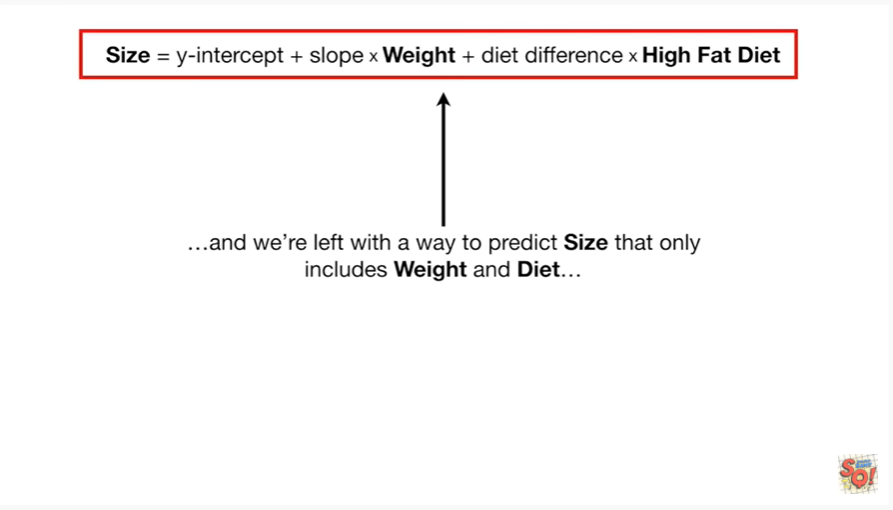 Size = y-intercept + slope x Weight + diet difference x High Fat Diet
…and we’re left with a way to predict Size that only
includes Weight and Diet…
SQ!